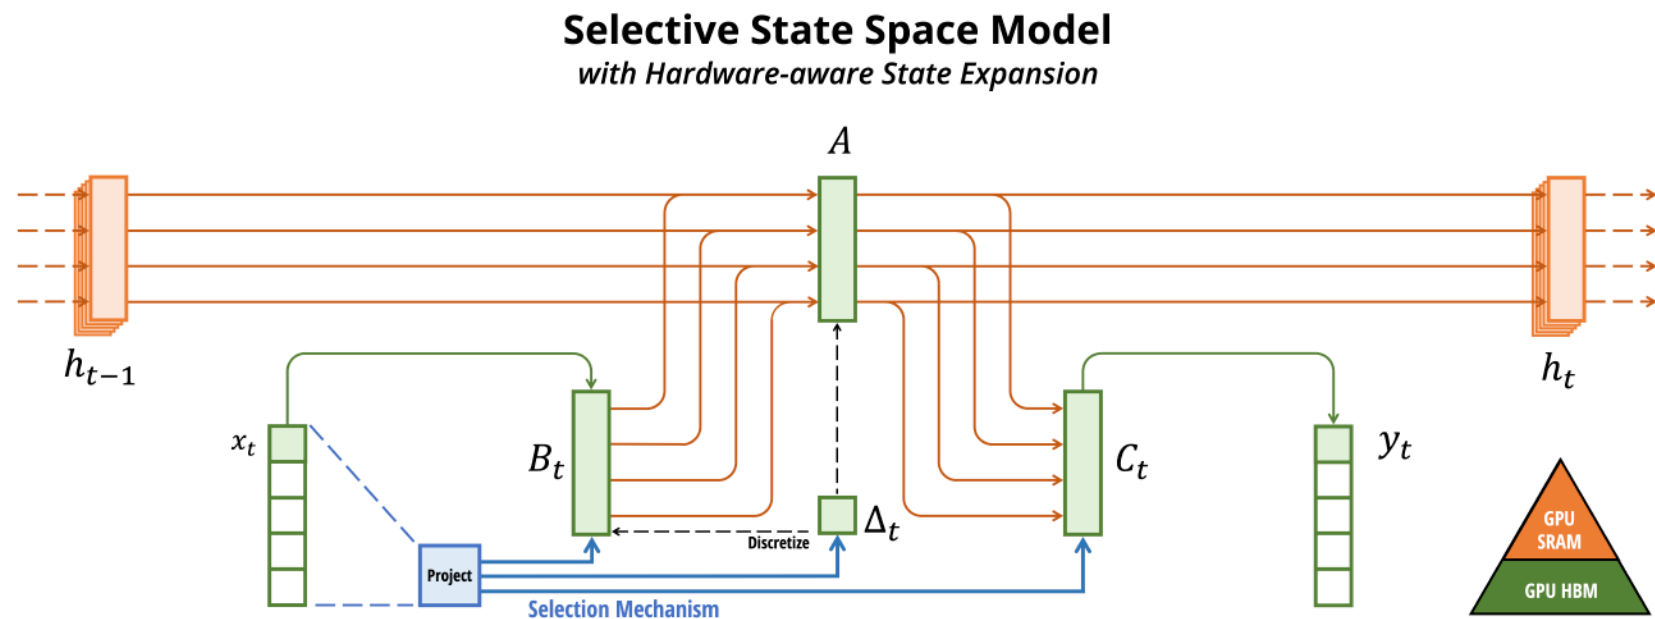 Selective State Space Model
with Hardware-aware State Expansion
A
h_{t−1}
h_t
x_t
B_t
C_t
y_t
Δ_t
Discretize
Project
Selection Mechanism
GPU
SRAM
GPU HBM